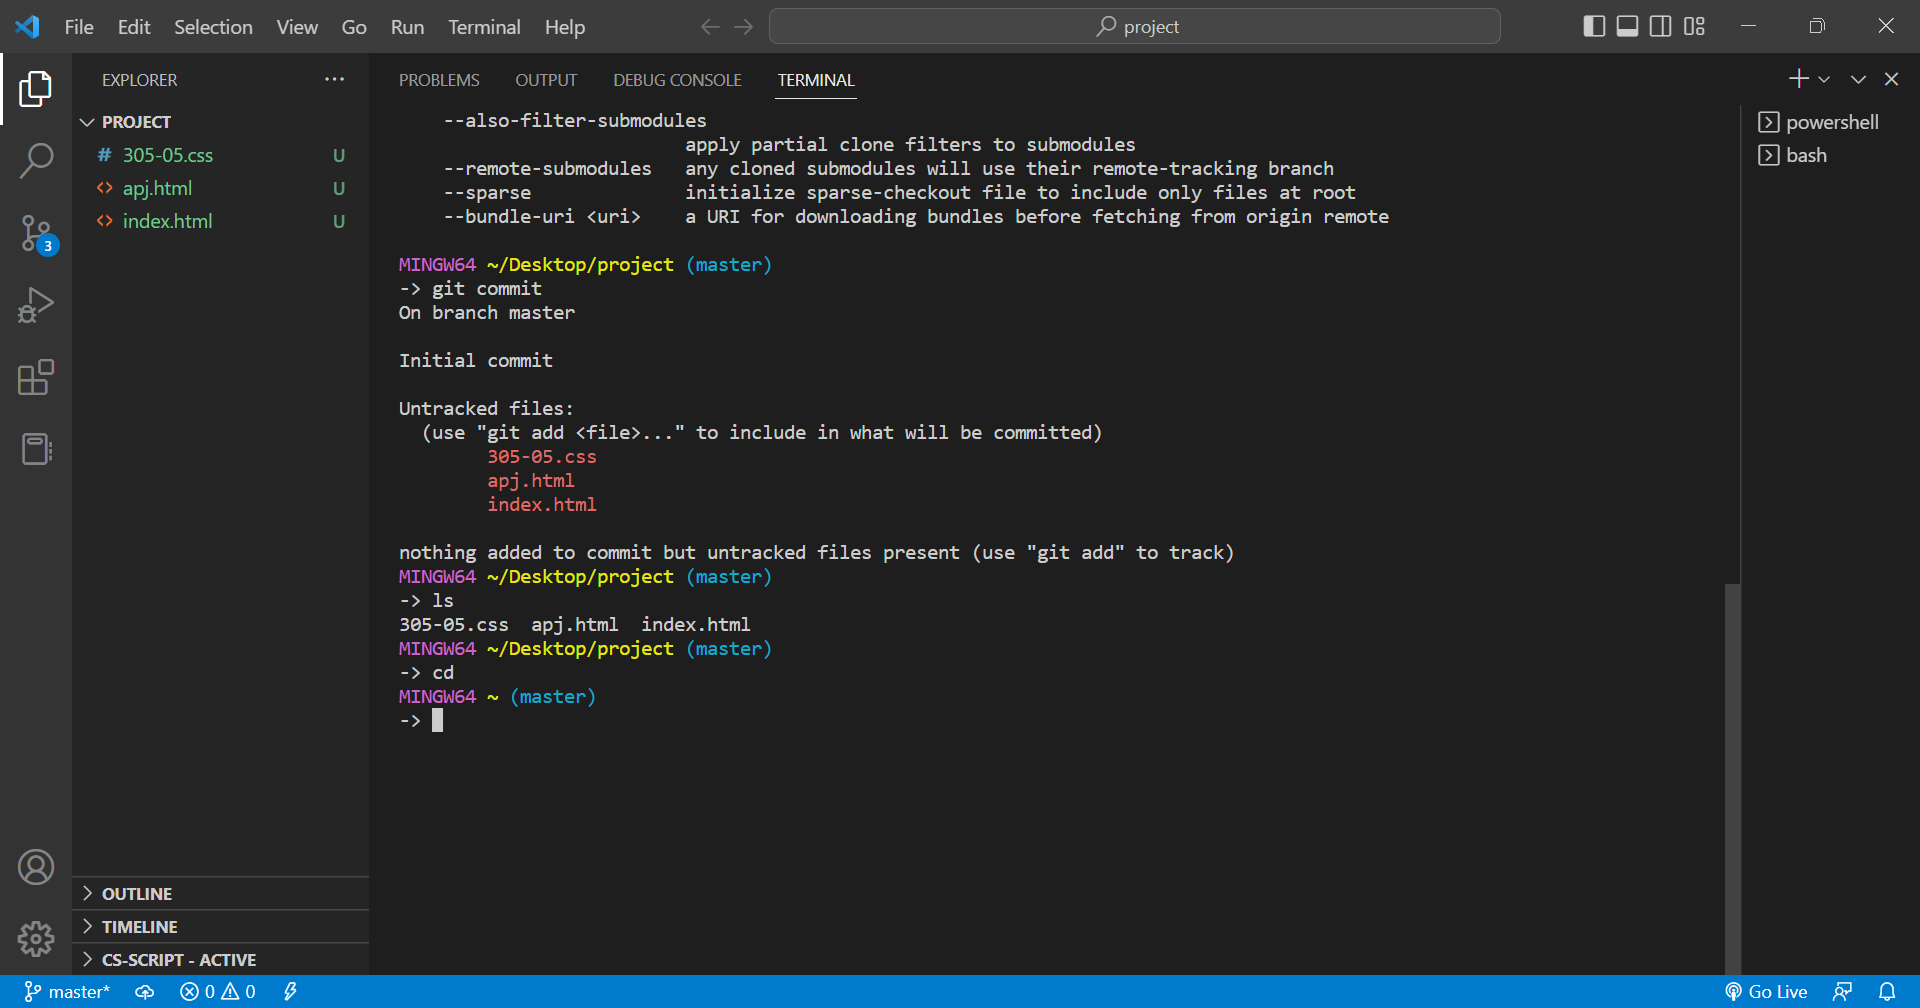 File Edit Selection View Go Run Terminal Help
project
EXPLORER ...
PROJECT
# 305-05.css U
<> apj.html U
<> index.html U
3
OUTLINE
TIMELINE
CS-SCRIPT - ACTIVE
PROBLEMS OUTPUT DEBUG CONSOLE TERMINAL
--also-filter-submodules
apply partial clone filters to submodules
--remote-submodules any cloned submodules will use their remote-tracking branch
--sparse initialize sparse-checkout file to include only files at root
--bundle-uri <uri> a URI for downloading bundles before fetching from origin remote
MINGW64 ~/Desktop/project (master)
-> git commit
On branch master
Initial commit
Untracked files:
(use "git add <file>..." to include in what will be committed)
305-05.css
apj.html
index.html
nothing added to commit but untracked files present (use "git add" to track)
MINGW64 ~/Desktop/project (master)
-> ls
305-05.css apj.html index.html
MINGW64 ~/Desktop/project (master)
-> cd
MINGW64 ~ (master)
->
powershell
bash
master* 0 0
Go Live